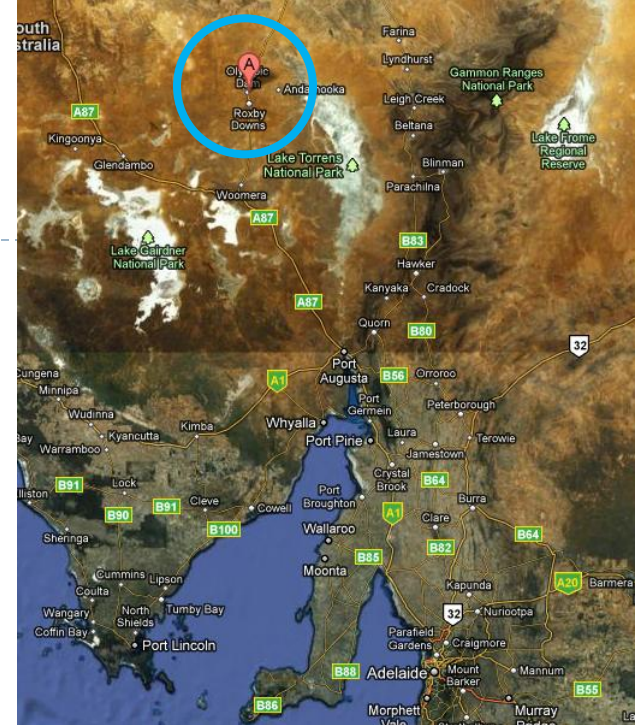 outh
stralia
Farina
Lyndhurst
A
Olympic
Dam
Andamooka
Gammon Ranges
National Park
Leigh Creek
Roxby
Downs
A87
Beltana
Kingoonya
Lake Frome
Regional
Reserve
Glendambo
Lake Torrens
National Park
Blinman
Parachilna
Woomera
A87
B83
Lake Gairdner
National Park
Hawker
Kanyaka
Cradock
A87
Quorn
B80
32
Port
Augusta
Cungena
A1
B56
Orroroo
Minnipa
Port
Germein
Peterborough
Wudinna
Kimba
Whyalla
Bay
Kyancutta
Laura
Terowie
Warramboo
Port Pirie
Jamestown
Crystal
Brook
B91
Lock
B64
lliston
Port
Broughton
Burra
B90
B91
Cleve
Cowell
A1
Clare
B100
Wallaroo
B64
Sheringa
B82
B85
Moonta
Cummins
Lipson
A20
Barmera
Coulta
Kapunda
Wangary
North
Shields
Tumby Bay
32
Nuriootpa
Coffin Bay
Parafield
Gardens
Craigmore
Port Lincoln
B88
Adelaide
Mount
Barker
Mannum
B55
B86
Morphett
Vale
Murray